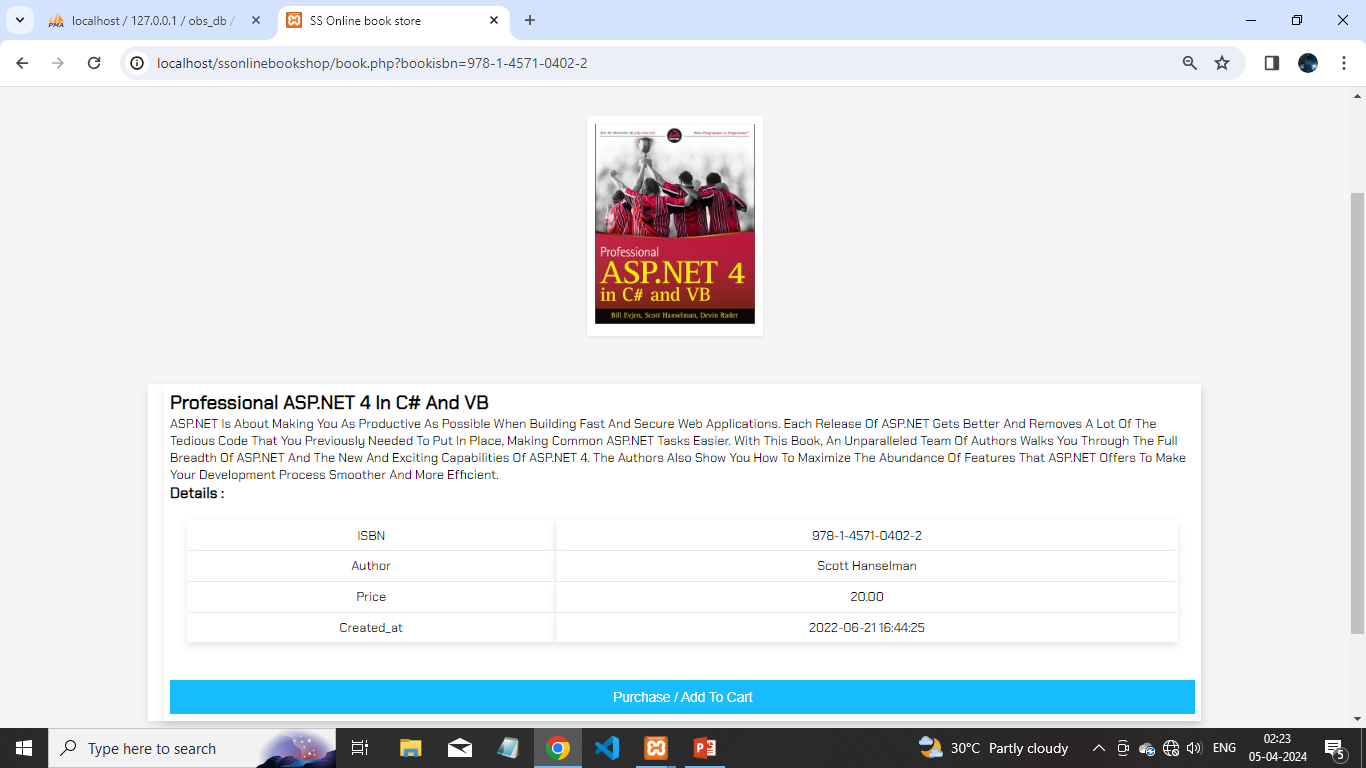 localhost / 127.0.0.1 / obs_db /
SS Online book store
localhost/ssonlinebookshop/book.php?bookisbn=978-1-4571-0402-2
Professional
ASP.NET 4
in C# and VB
Bill Evjen, Scott Hanselman, Devin Rader
Professional ASP.NET 4 In C# And VB
ASP.NET Is About Making You As Productive As Possible When Building Fast And Secure Web Applications. Each Release Of ASP.NET Gets Better And Removes A Lot Of The
Tedious Code That You Previously Needed To Put In Place, Making Common ASP.NET Tasks Easier. With This Book, An Unparalleled Team Of Authors Walks You Through The Full
Breadth Of ASP.NET And The New And Exciting Capabilities Of ASP.NET 4. The Authors Also Show You How To Maximize The Abundance Of Features That ASP.NET Offers To Make
Your Development Process Smoother And More Efficient.
Details :
ISBN 978-1-4571-0402-2
Author Scott Hanselman
Price 20.00
Created_at 2022-06-21 16:44:25
Purchase / Add To Cart
Type here to search
30°C Partly cloudy
ENG
02:23
05-04-2024
5